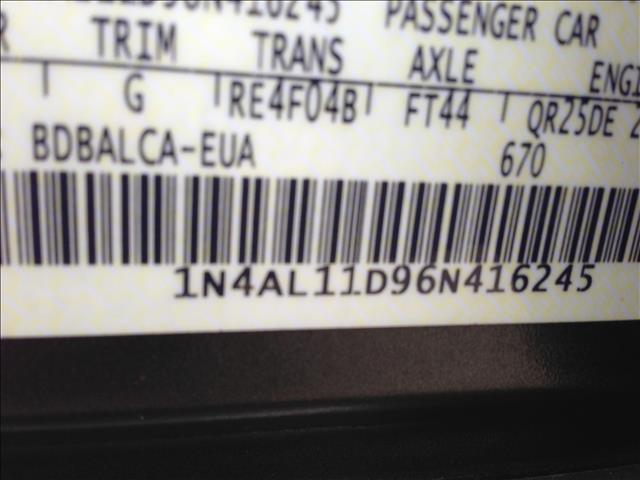 PASSENGER CAR
TRIM TRANS AXLE
G RE4F04B FT44 QR25DE
BDBALCA-EUA 670
1N4AL11D96N416245